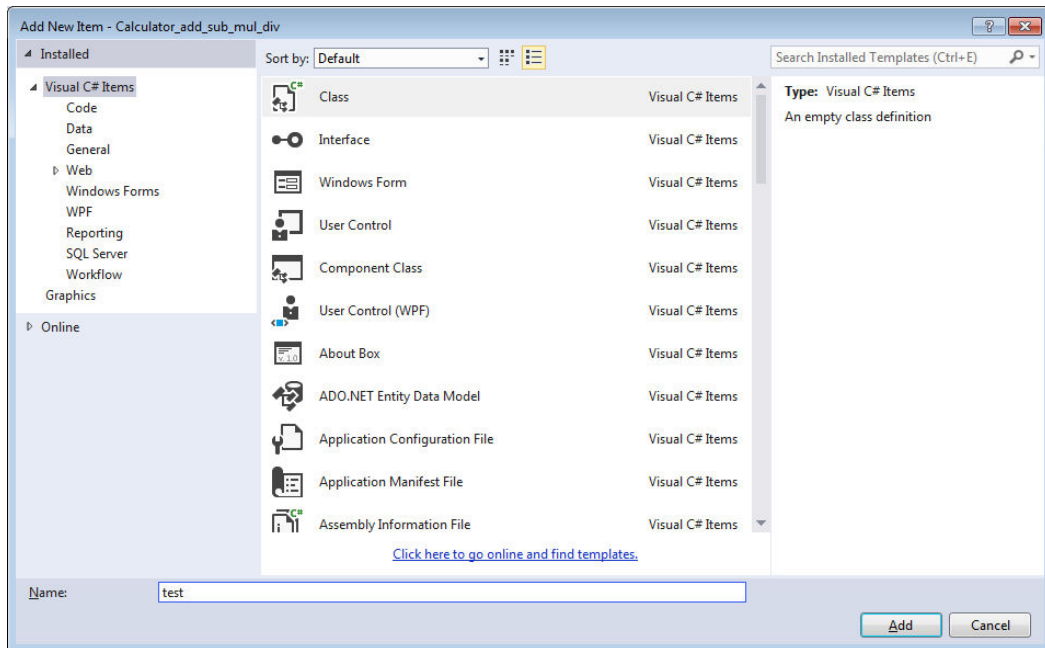 Add New Item - Calculator_add_sub_mul_div
Installed
Sort by: Default
Search Installed Templates (Ctrl+E)
Visual C# Items
Code
Data
General
Web
Windows Forms
WPF
Reporting
SQL Server
Workflow
Graphics
Online
C# Class Visual C# Items
Interface Visual C# Items
Windows Form Visual C# Items
User Control Visual C# Items
Component Class Visual C# Items
User Control (WPF) Visual C# Items
v. 1.0 About Box Visual C# Items
ADO.NET Entity Data Model Visual C# Items
Application Configuration File Visual C# Items
Application Manifest File Visual C# Items
C# Assembly Information File Visual C# Items
Click here to go online and find templates.
Type: Visual C# Items
An empty class definition
Name: test
Add Cancel